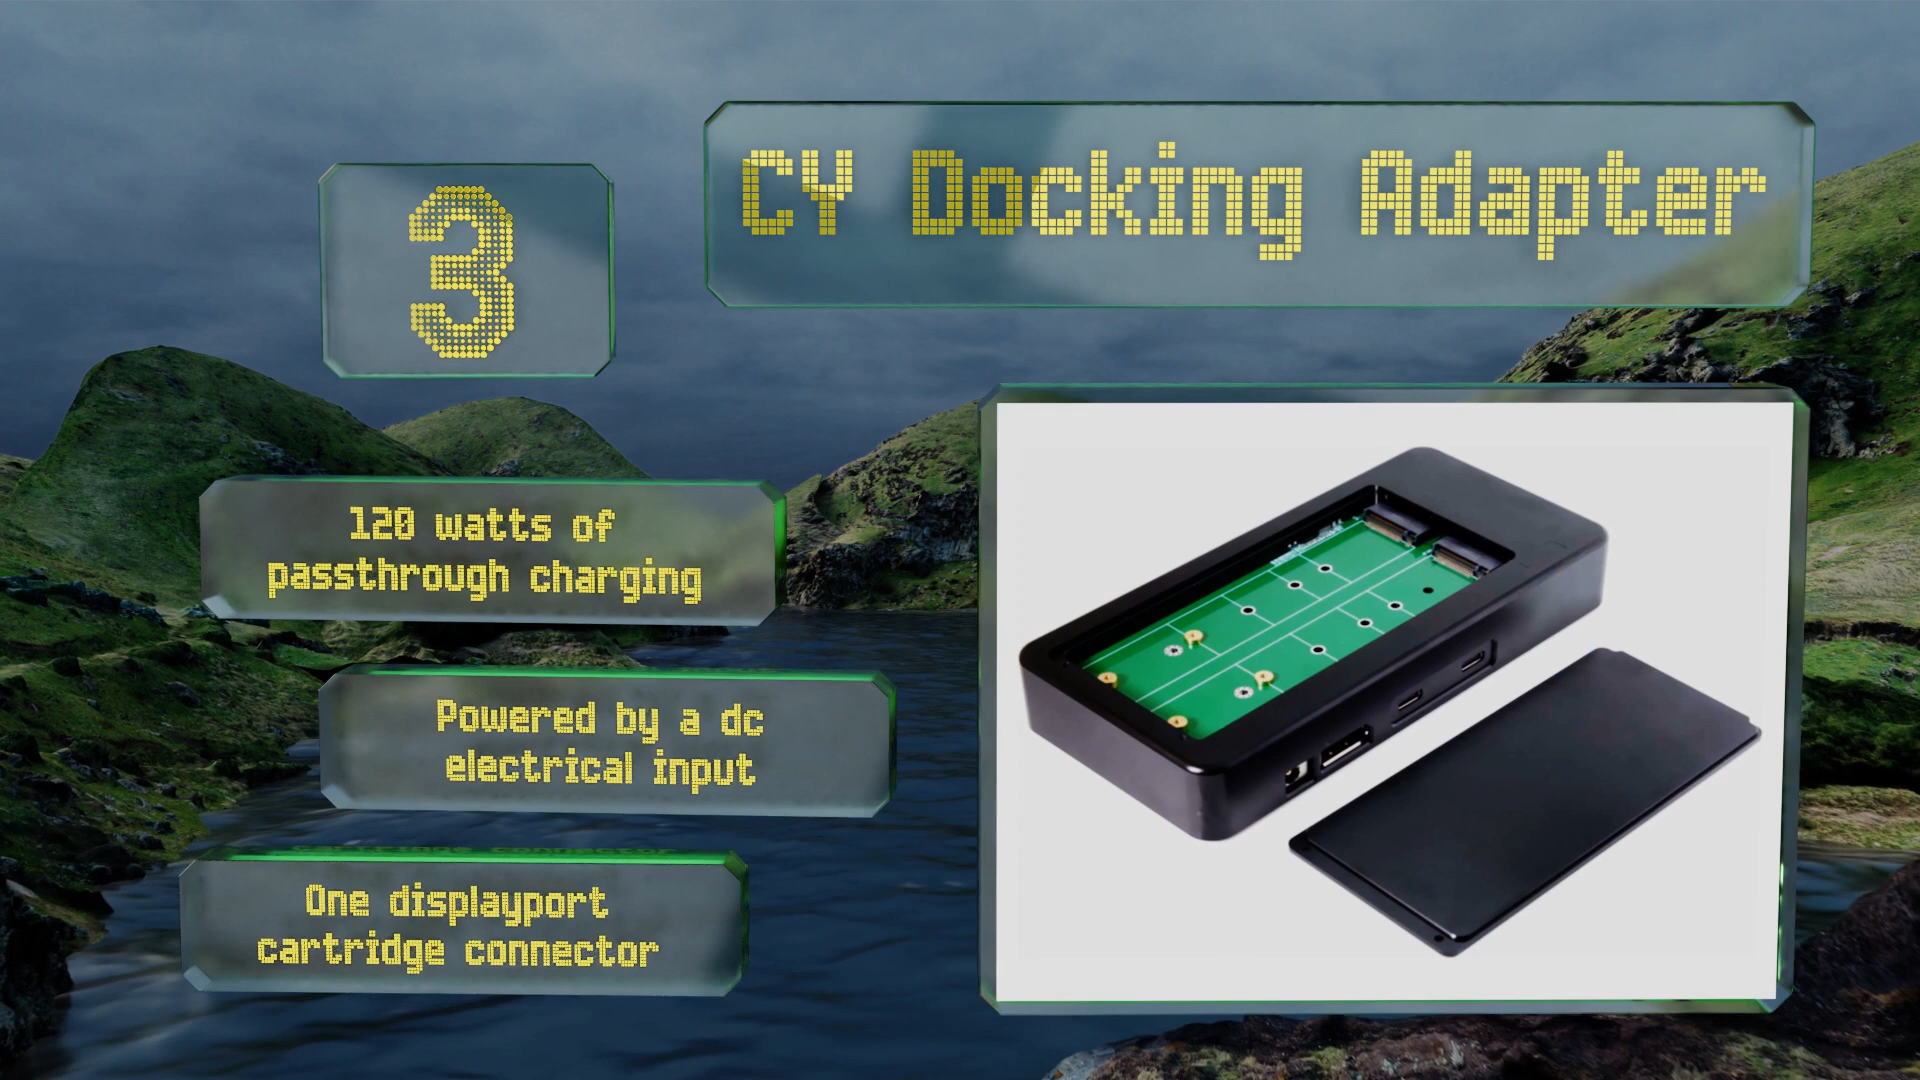 3
CY Docking Adapter
120 watts of
passthrough charging
Powered by a dc
electrical input
One displayport
cartridge connector